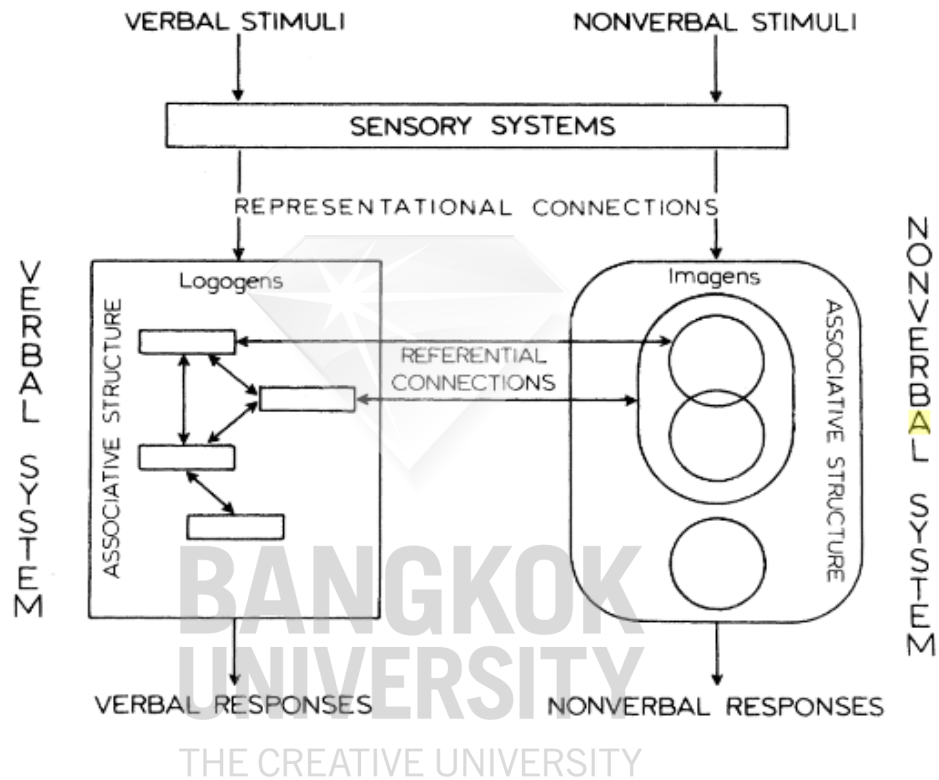 VERBAL STIMULI
NONVERBAL STIMULI
SENSORY SYSTEMS
REPRESENTATIONAL CONNECTIONS
VERBAL SYSTEM
ASSOCIATIVE STRUCTURE
Logogens
REFERENTIAL
CONNECTIONS
Imagens
ASSOCIATIVE STRUCTURE
NONVERBAL SYSTEM
VERBAL RESPONSES
NONVERBAL RESPONSES
BANGKOK
UNIVERSITY
THE CREATIVE UNIVERSITY